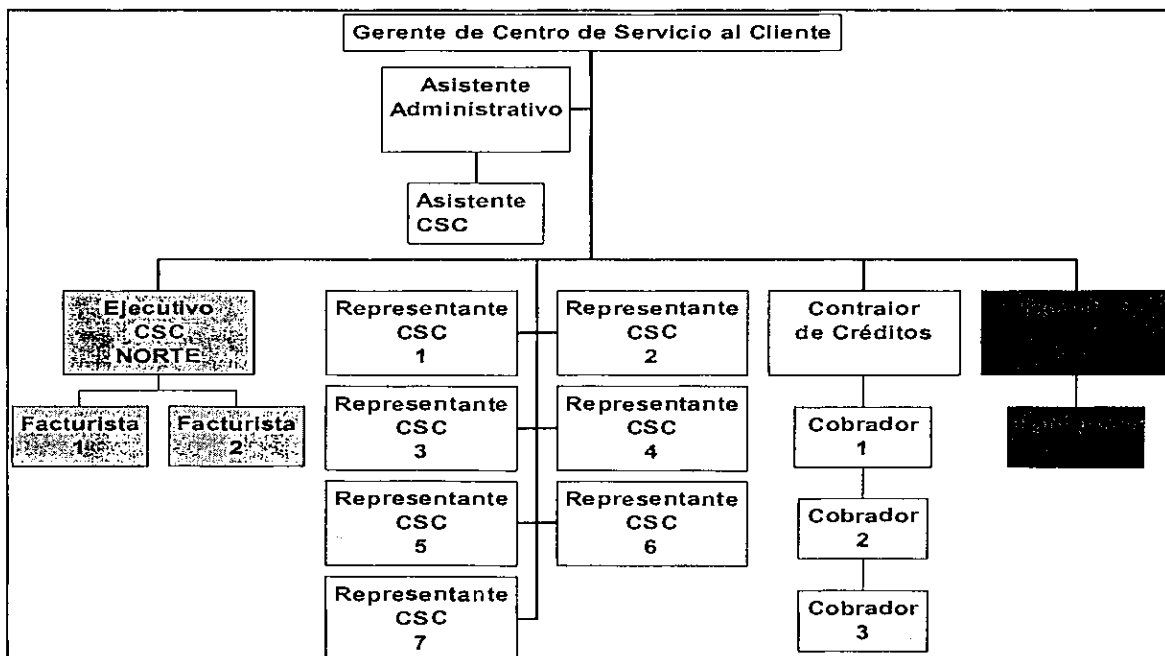 Gerente de Centro de Servicio al Cliente
Asistente
Administrativo
Asistente
CSC
Ejecutivo
CSC
NORTE
Facturista
1
Facturista
2
Representante
CSC
1
Representante
CSC
2
Representante
CSC
3
Representante
CSC
4
Representante
CSC
5
Representante
CSC
6
Representante
CSC
7
Contraior
de Créditos
Cobrador
1
Cobrador
2
Cobrador
3